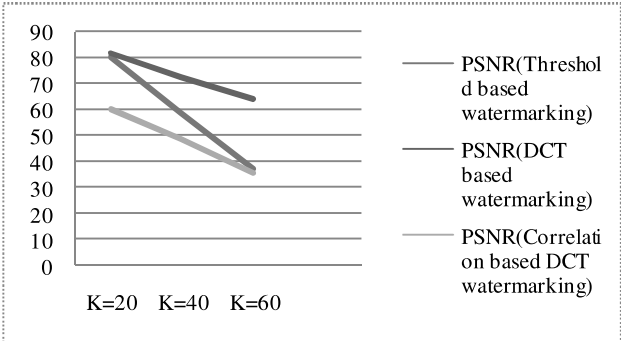 90
80
70
60
50
40
30
20
10
0
K=20 K=40 K=60
PSNR(Threshol
d based
watermarking)
PSNR(DCT
based
watermarking)
PSNR(Correlati
on based DCT
watermarking)